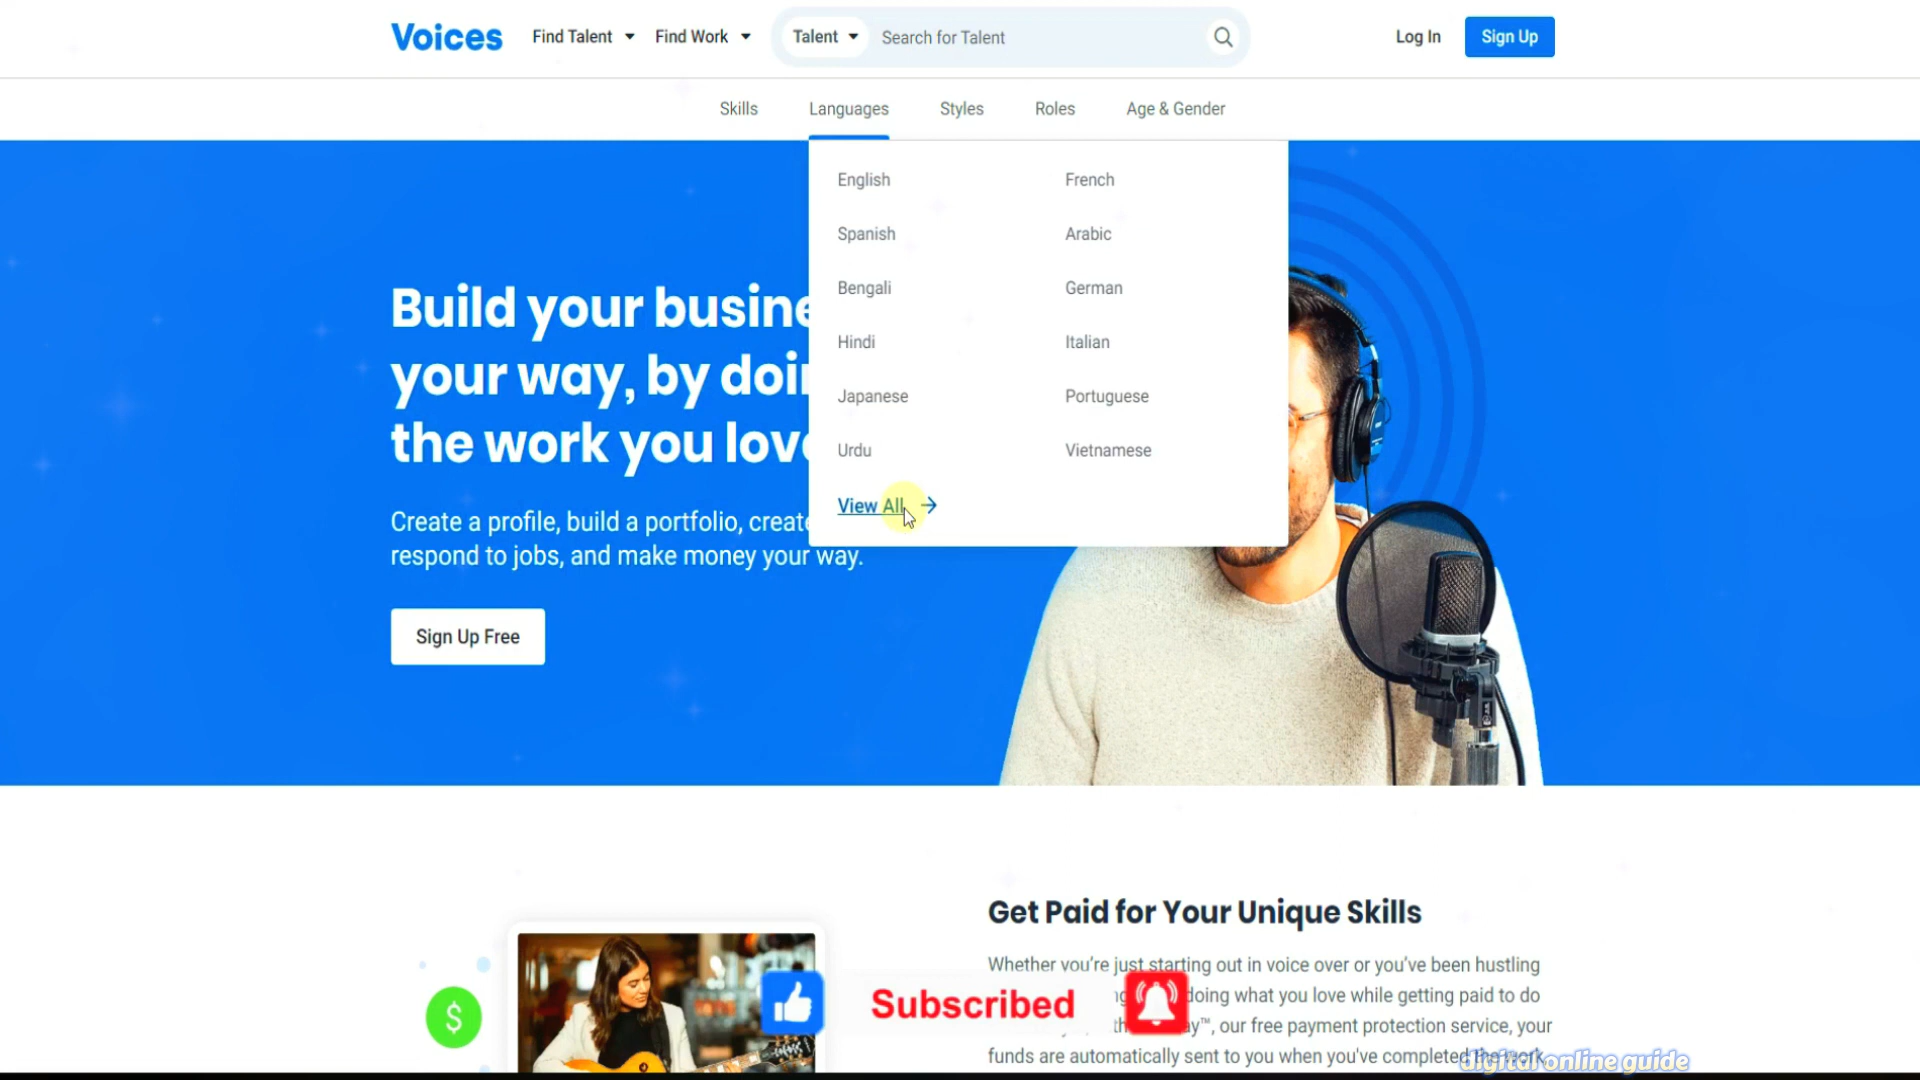 Voices Find Talent Find Work Talent Search for Talent Log In Sign Up
Skills Languages Styles Roles Age & Gender
English French
Spanish Arabic
Bengali German
Hindi Italian
Japanese Portuguese
Urdu Vietnamese
View All
Build your busine
your way, by doi
the work you lov
Create a profile, build a portfolio, create
respond to jobs, and make money your way.
Sign Up Free
Get Paid for Your Unique Skills
Whether you're just starting out in voice over or you've been hustling
doing what you love while getting paid to do
our free payment protection service, your
funds are automatically sent to you when you've completed the work.
$
Subscribed
digital online guide